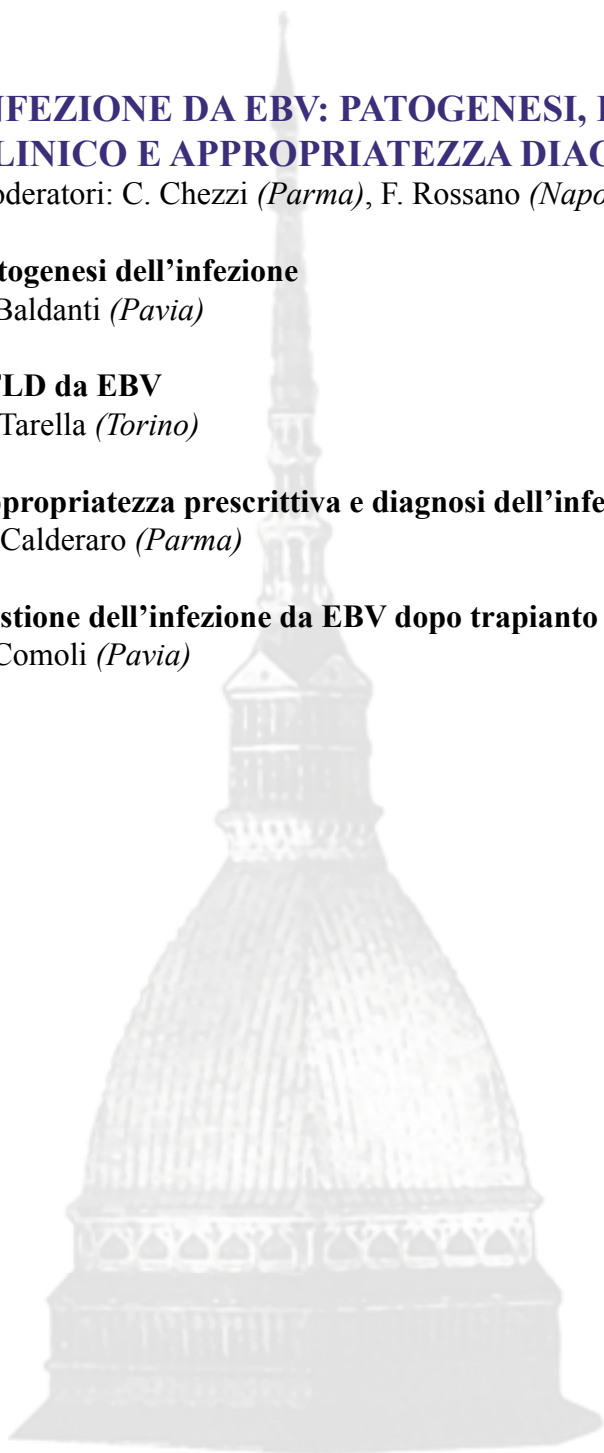 NFEZIONE DA EBV: PATOGENESI,
LINICO E APPROPRIATEZZA DIAG
oderatori: C. Chezzi (Parma), F. Rossano (Napo
togenesi dell’infezione
Baldanti (Pavia)
LD da EBV
Tarella (Torino)
ppropriatezza prescrittiva e diagnosi dell’infe
Calderaro (Parma)
stione dell’infezione da EBV dopo trapianto
Comoli (Pavia)